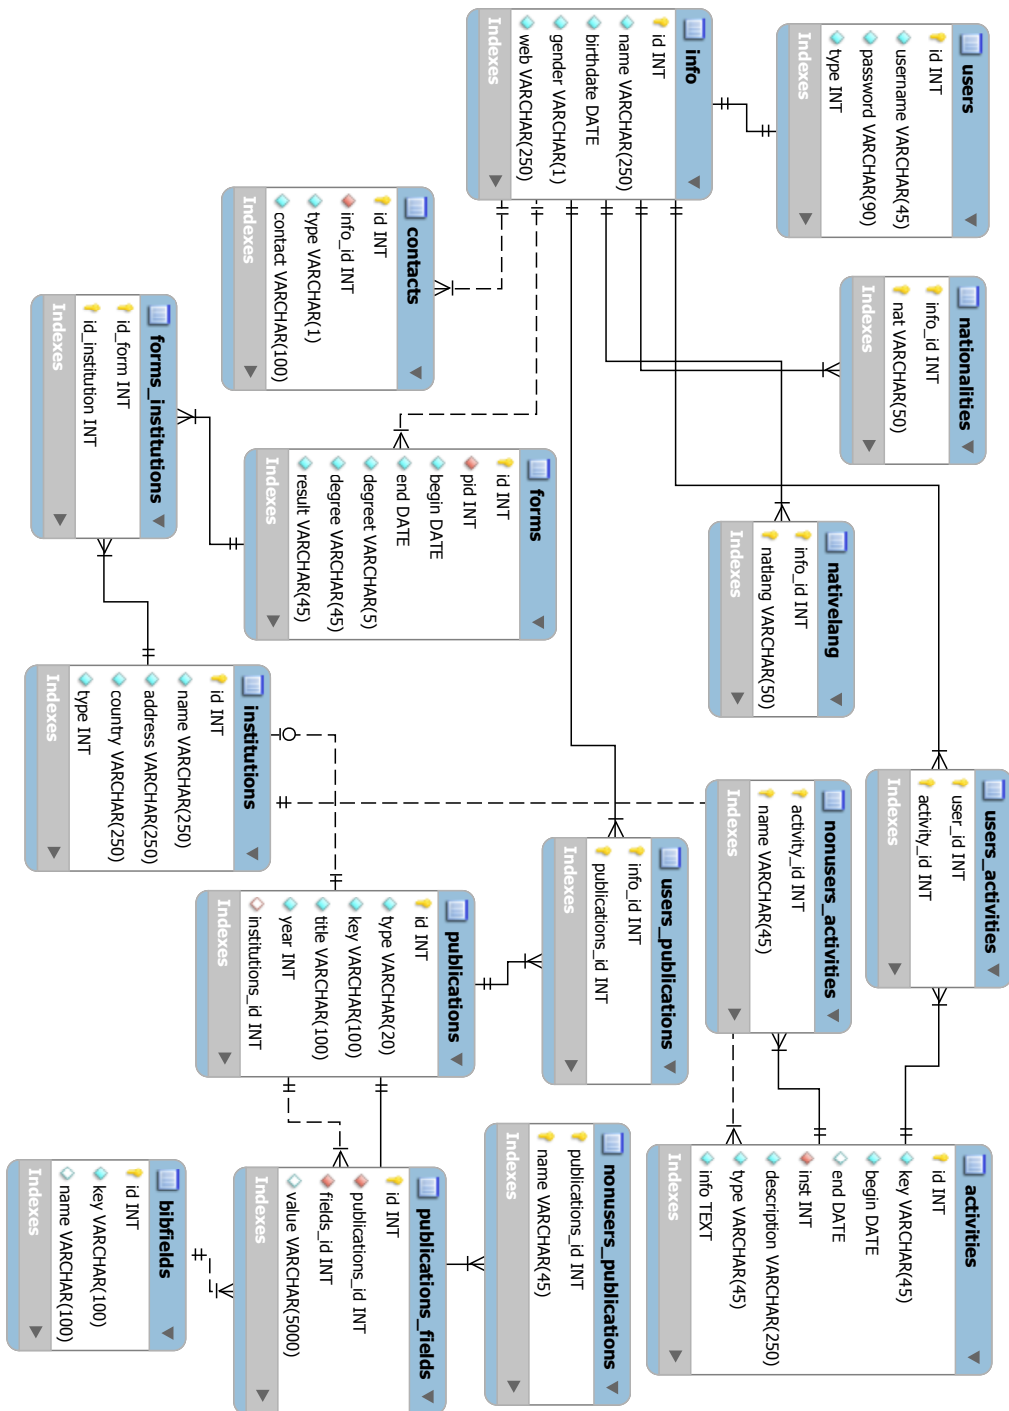 users
id INT
username VARCHAR(45)
password VARCHAR(90)
type INT
Indexes
nationalities
info_id INT
nat VARCHAR(50)
Indexes
users_activities
user_id INT
activity_id INT
Indexes
activities
id INT
key VARCHAR(45)
begin DATE
end DATE
inst INT
description VARCHAR(250)
type VARCHAR(45)
info TEXT
Indexes
info
id INT
name VARCHAR(250)
birthdate DATE
gender VARCHAR(1)
web VARCHAR(250)
Indexes
nativelang
info_id INT
natlang VARCHAR(50)
Indexes
nonusers_activities
activity_id INT
name VARCHAR(45)
Indexes
users_publications
info_id INT
publications_id INT
Indexes
nonusers_publications
publications_id INT
name VARCHAR(45)
Indexes
contacts
id INT
info_id INT
type VARCHAR(1)
contact VARCHAR(100)
Indexes
forms
id INT
pid INT
begin DATE
end DATE
degreet VARCHAR(5)
degree VARCHAR(45)
result VARCHAR(45)
Indexes
publications
id INT
type VARCHAR(20)
key VARCHAR(100)
title VARCHAR(100)
year INT
institutions_id INT
Indexes
publications_fields
id INT
publications_id INT
fields_id INT
value VARCHAR(5000)
Indexes
forms_institutions
id_form INT
id_institution INT
Indexes
institutions
id INT
name VARCHAR(250)
address VARCHAR(250)
country VARCHAR(250)
type INT
Indexes
bibfields
id INT
key VARCHAR(100)
name VARCHAR(100)
Indexes